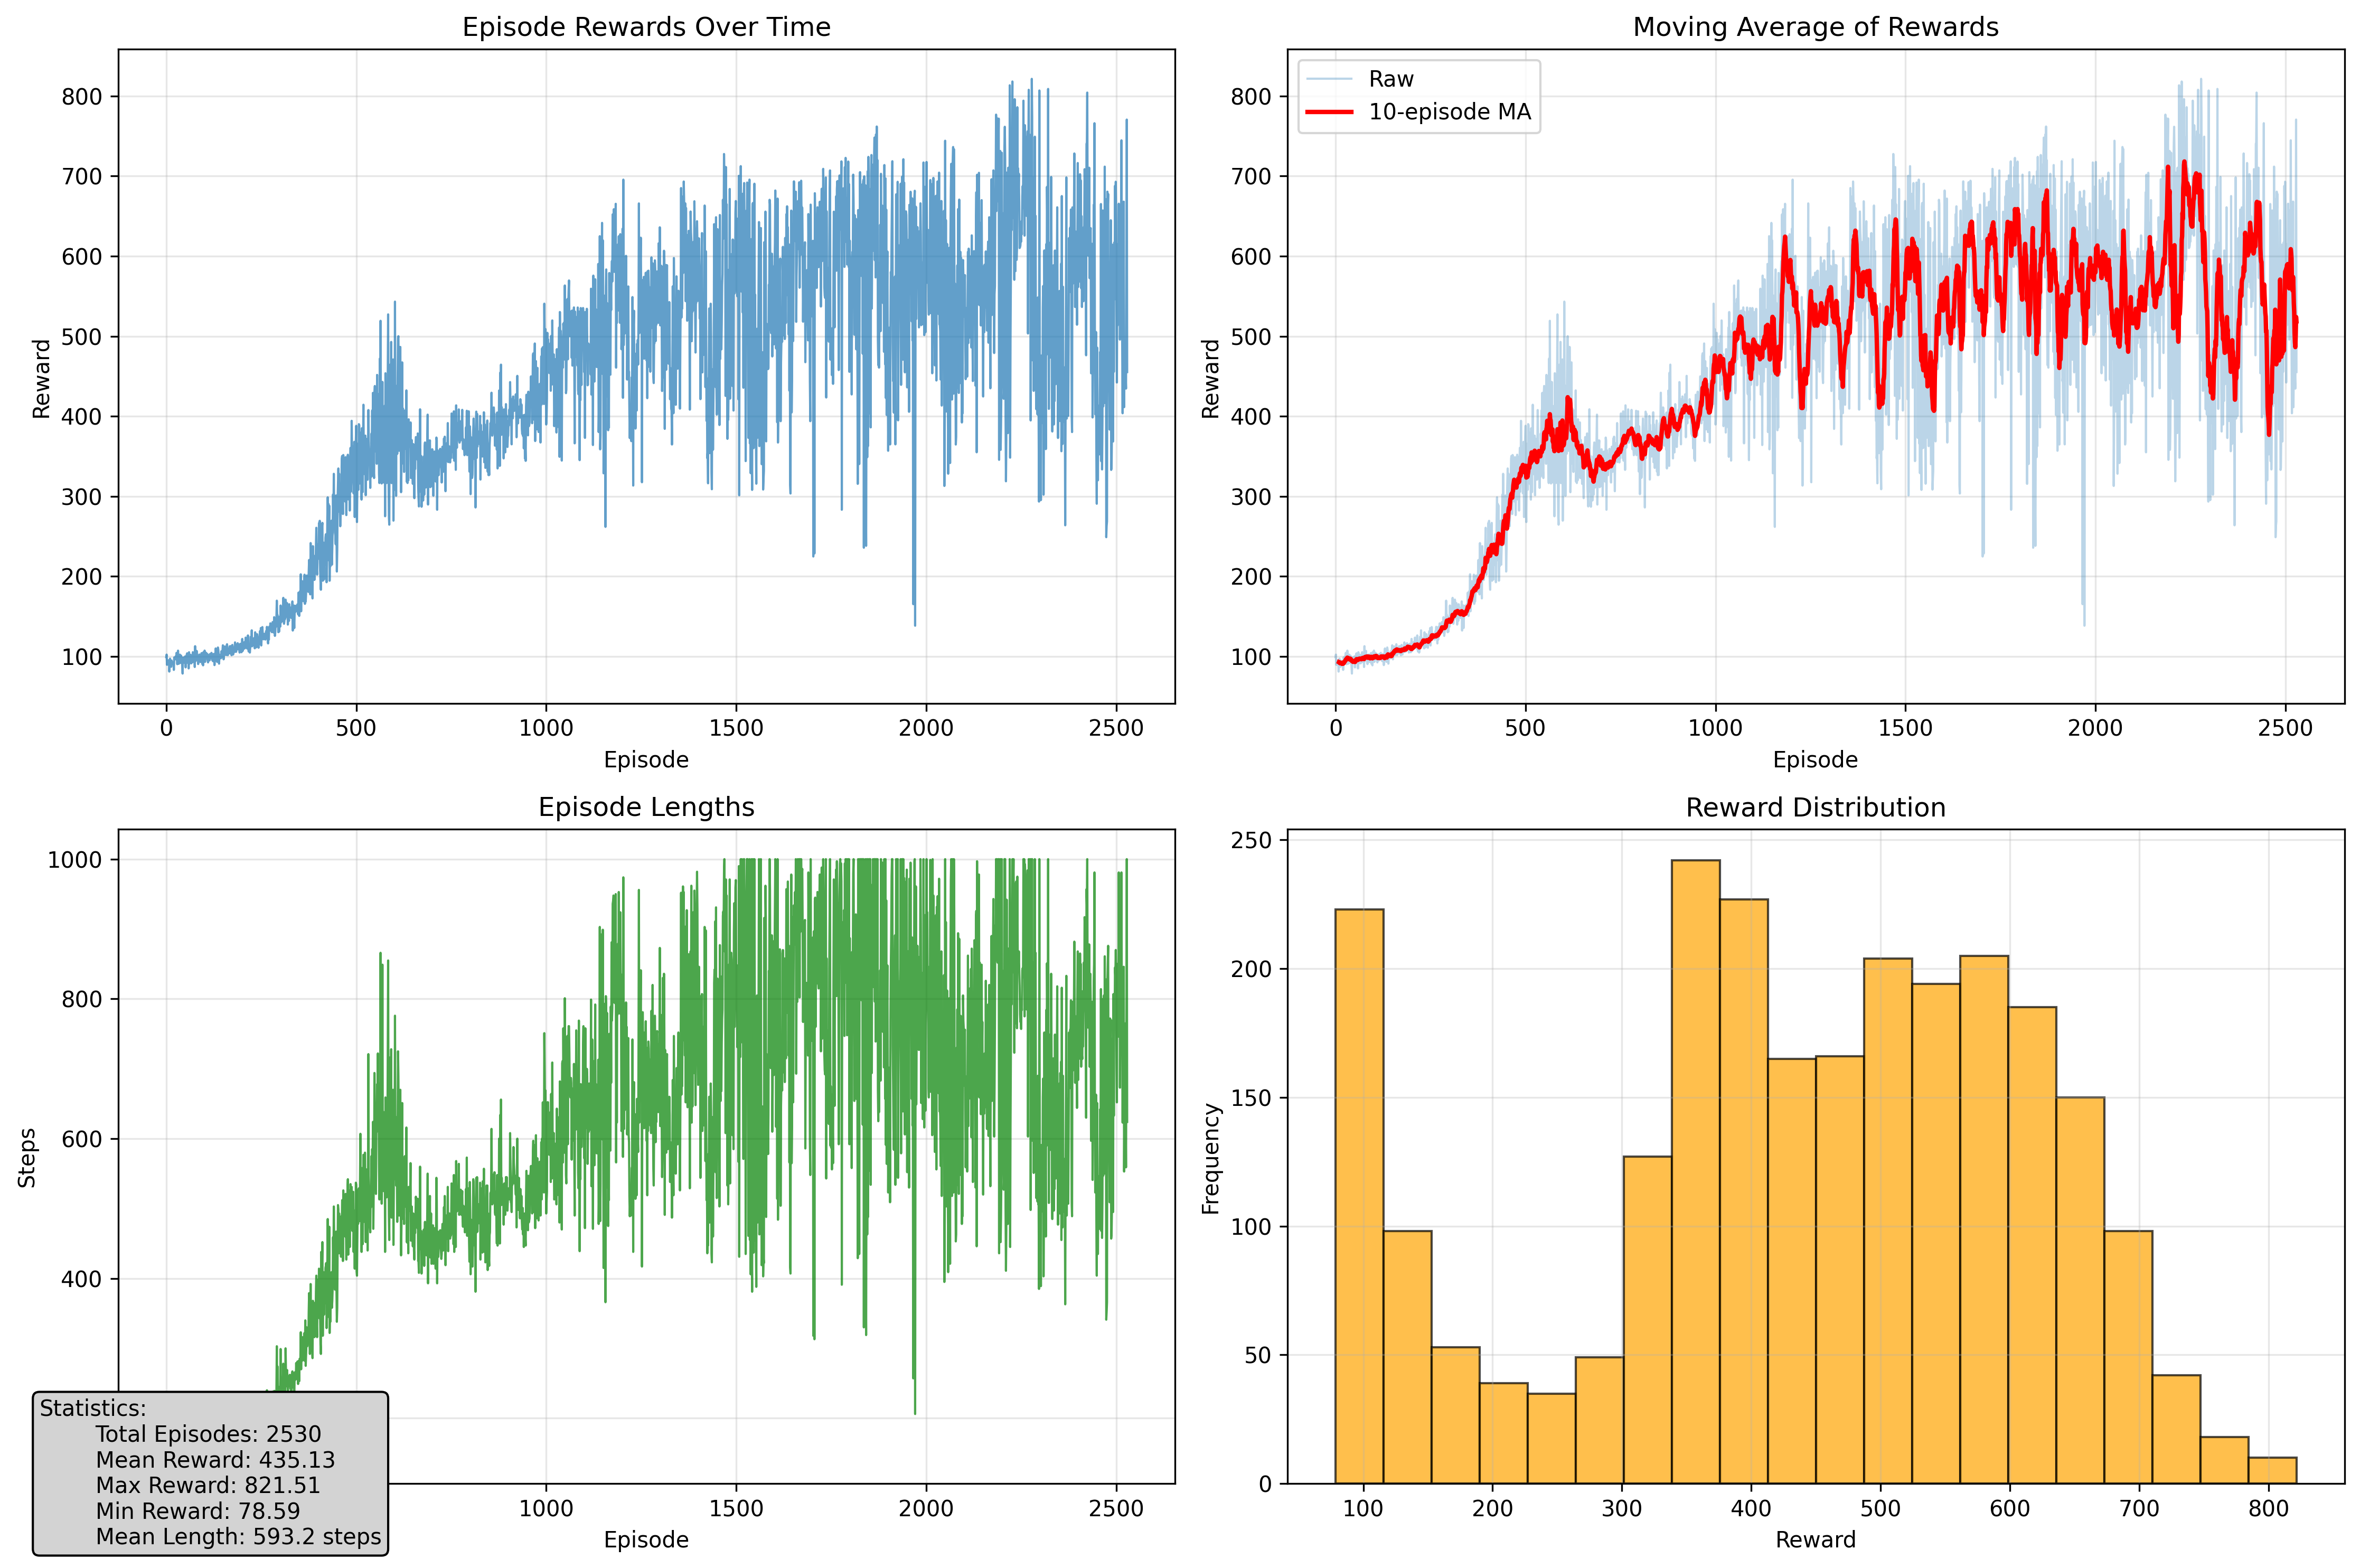 Episode Rewards Over Time
Reward
800
700
600
500
400
300
200
100
0 500 1000 1500 2000 2500
Episode
Moving Average of Rewards
Raw
10-episode MA
Reward
800
700
600
500
400
300
200
100
0 500 1000 1500 2000 2500
Episode
Episode Lengths
Steps
1000
800
600
400
1000 1500 2000 2500
Episode
Statistics:
Total Episodes: 2530
Mean Reward: 435.13
Max Reward: 821.51
Min Reward: 78.59
Mean Length: 593.2 steps
Reward Distribution
Frequency
250
200
150
100
50
0
100 200 300 400 500 600 700 800
Reward